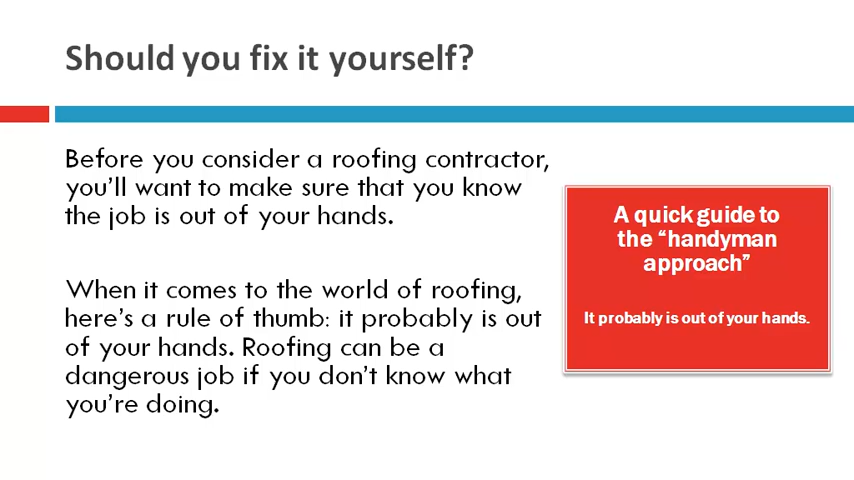 Should you fix it yourself?
Before you consider a roofing contractor,
you'll want to make sure that you know
the job is out of your hands.
When it comes to the world of roofing,
here's a rule of thumb: it probably is out
of your hands. Roofing can be a
dangerous job if you don't know what
you're doing.
A quick guide to
the “handyman
approach”
It probably is out of your hands.